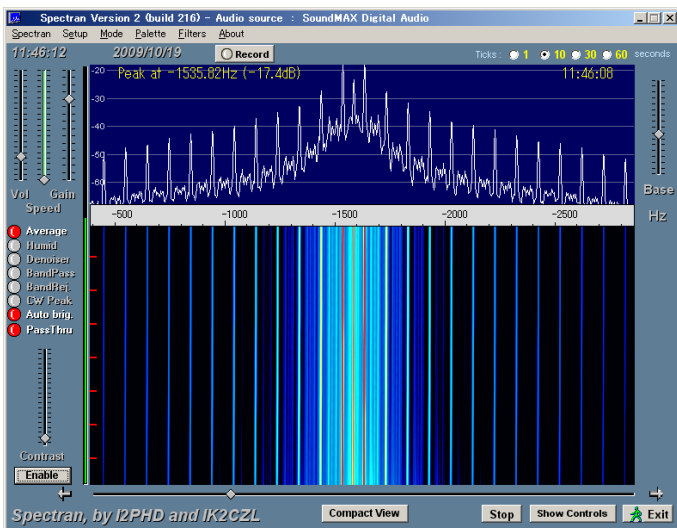 Spectran Version 2 (build 216) - Audio source : SoundMAX Digital Audio
Spectran Setup Mode Palette Filters About
11:46:12 2009/10/19 Record Ticks: 1 10 30 60 seconds
-20 Peak at -1535.82Hz (-17.4dB) 11:46:08
-30
-40
-50
-60
Vol Gain
Speed
Base
-500 -1000 -1500 -2000 -2500 Hz
Average
Humid
Denoiser
BandPass
BandRej.
CW Peak
Auto brig.
PassThru
Contrast
Enable
Spectran, by I2PHD and IK2CZL Compact View Stop Show Controls Exit